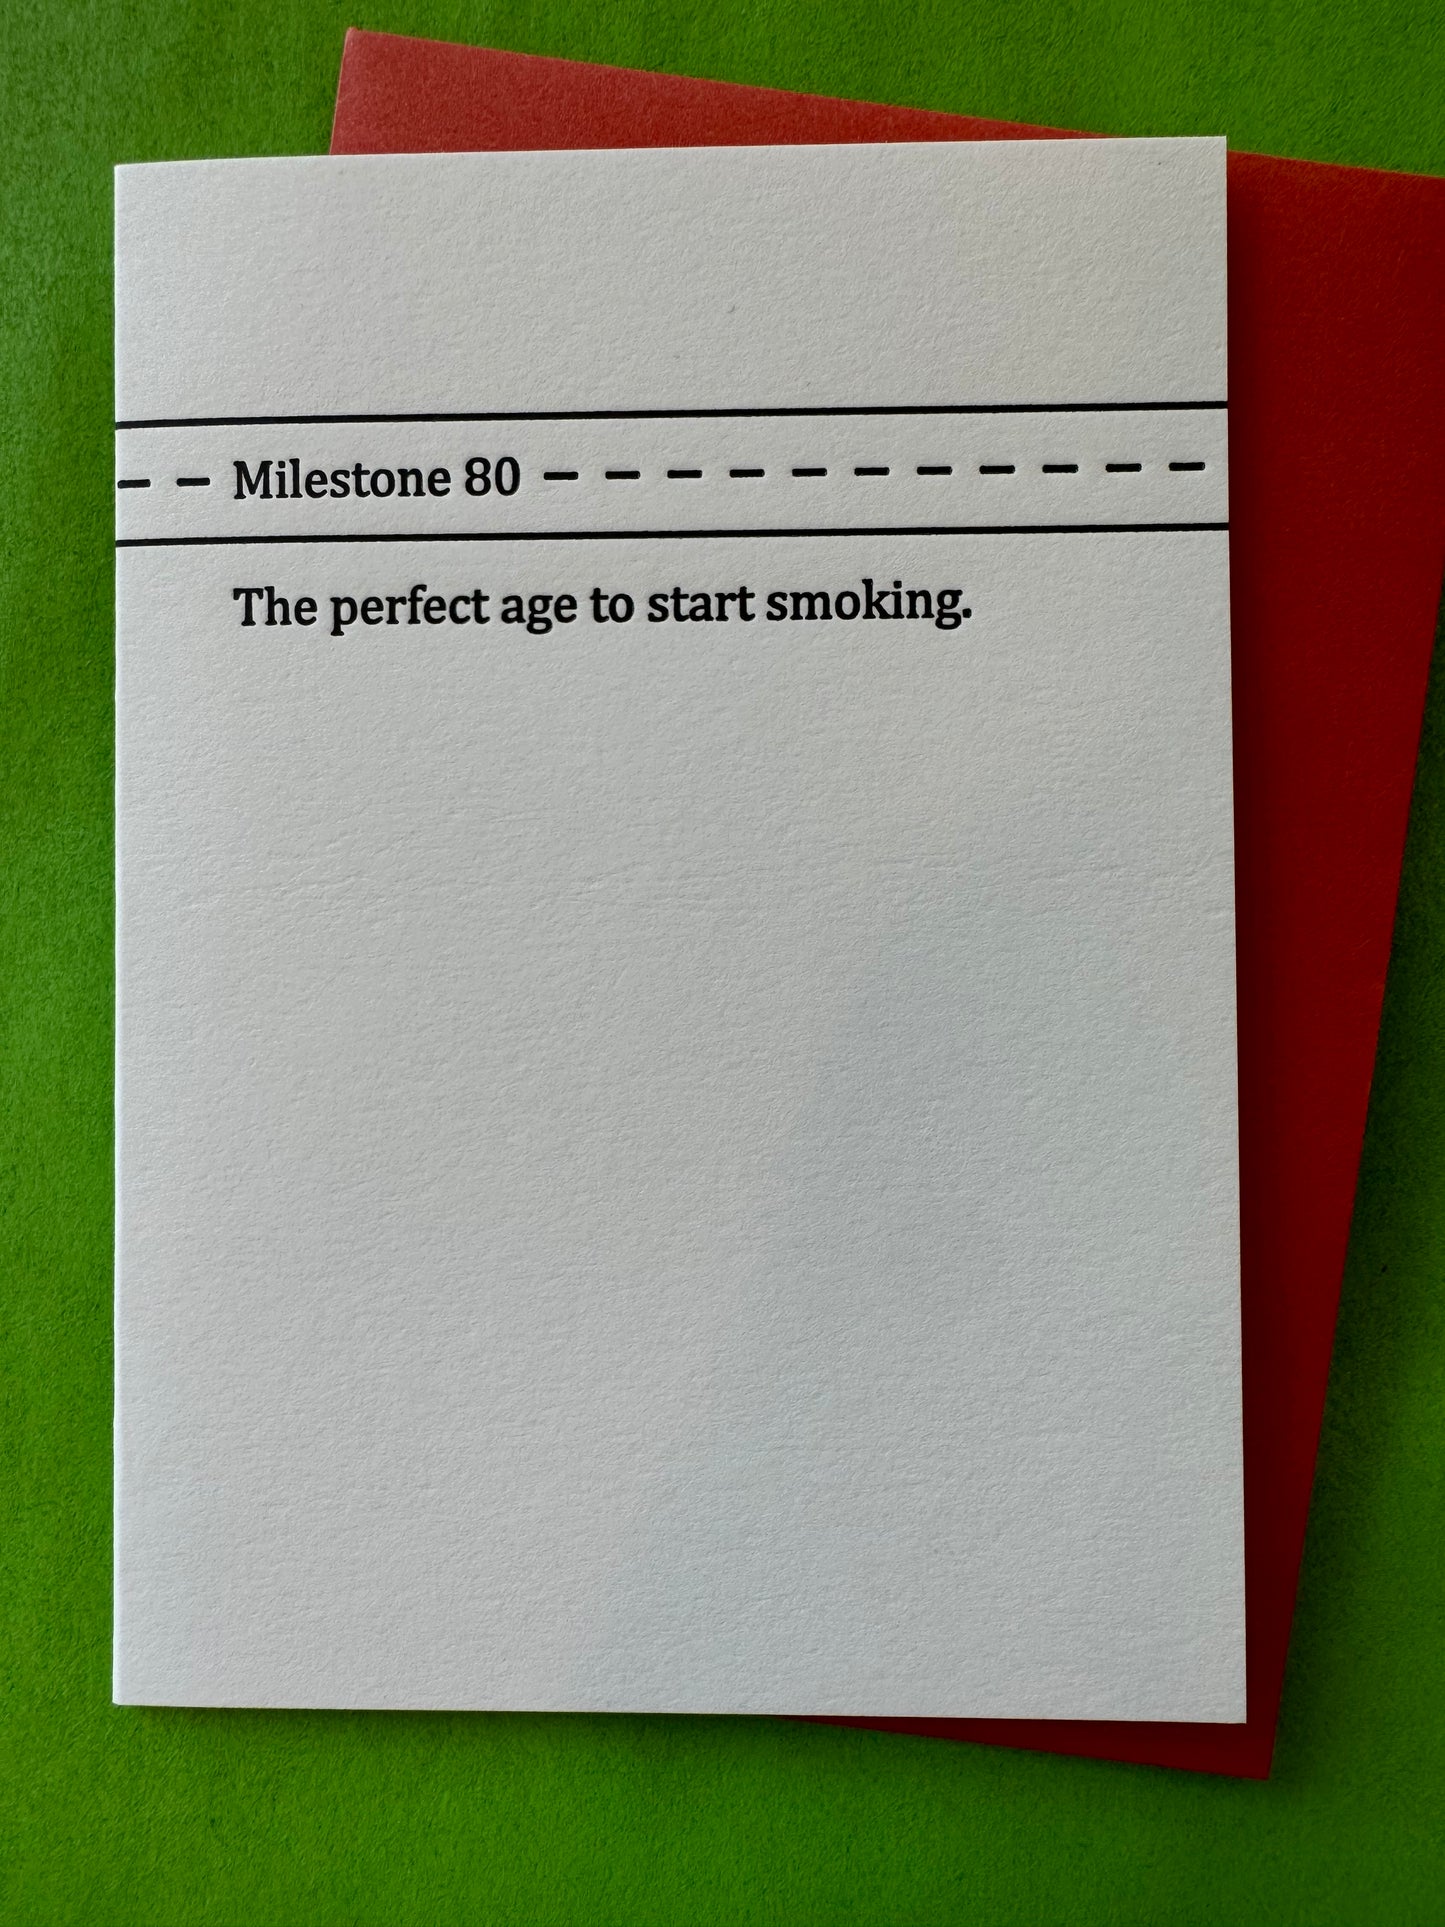 Milestone 80
The perfect age to start smoking.